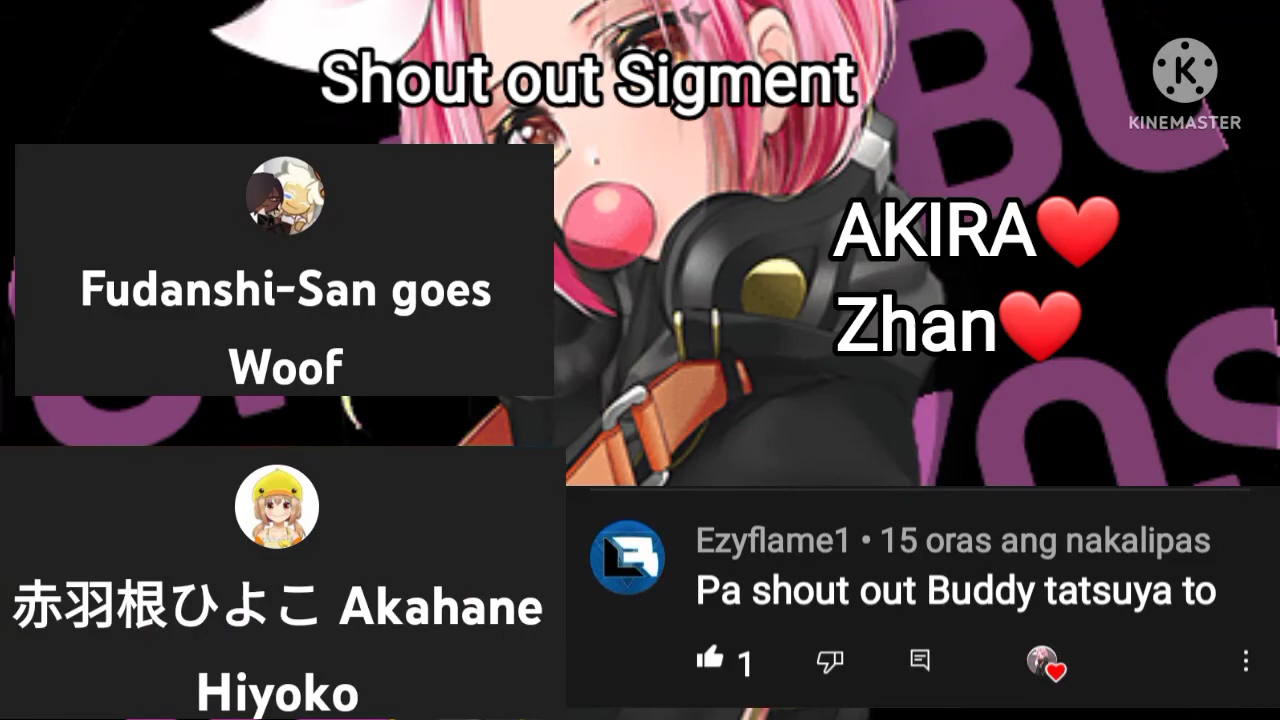 Shout out Sigment
KINEMASTER
Fudanshi-San goes
Woof
AKIRA❤️
Zhan❤️
赤羽根ひよこ Akahane
Hiyoko
Ezyflame1 • 15 oras ang nakalipas
Pa shout out Buddy tatsuya to
1